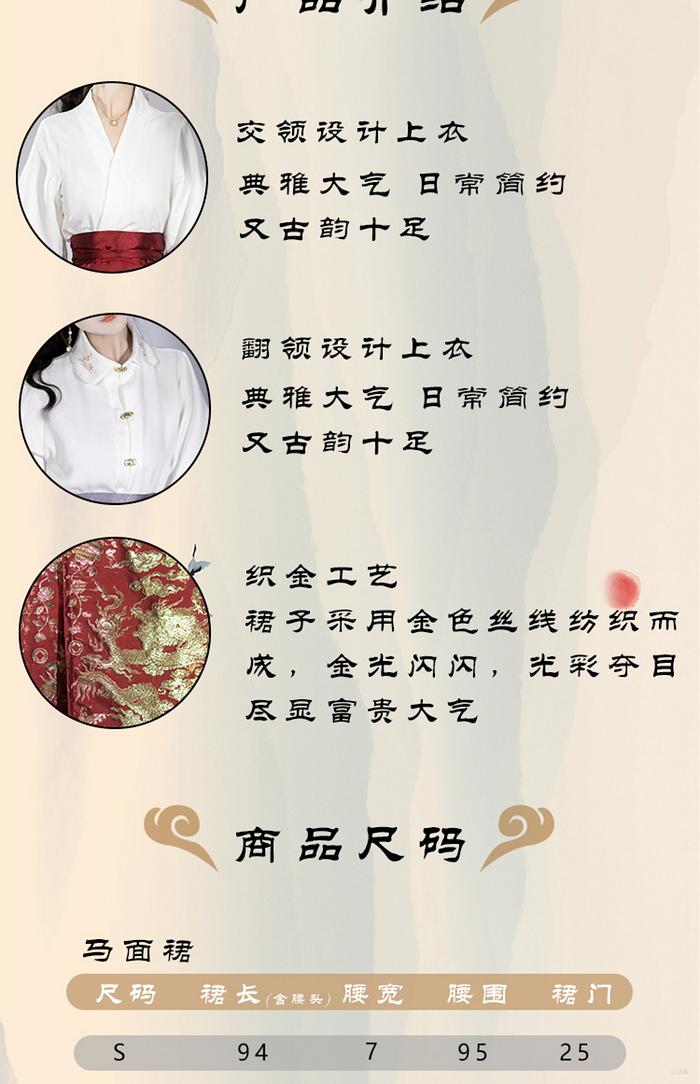 产品介绍
交领设计上衣
典雅大气 日常简约
又古韵十足
翻领设计上衣
典雅大气 日常简约
又古韵十足
织金工艺
裙子采用金色丝线纺织而
成，金光闪闪，光彩夺目
尽显富贵大气
商品尺码
马面裙
尺码 裙长(含腰头) 腰宽 腰围 裙门
S 94 7 95 25